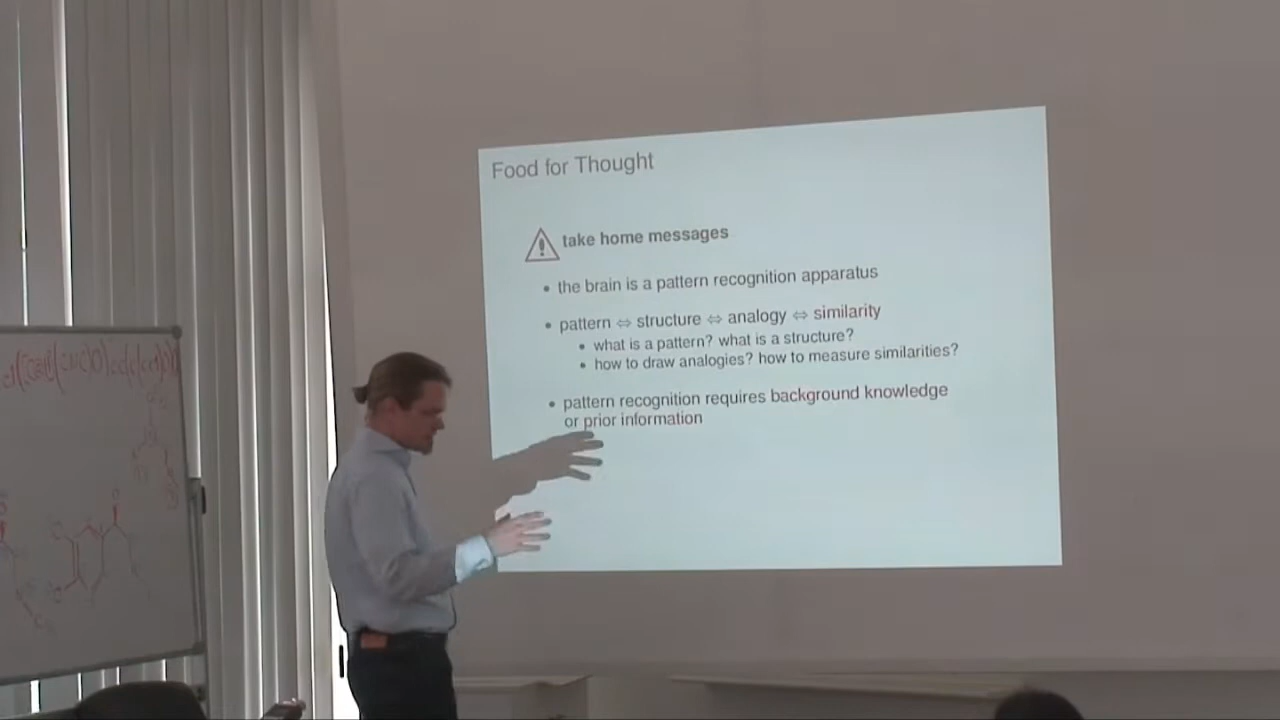 Food for Thought
take home messages
• the brain is a pattern recognition apparatus
• pattern ⇔ structure ⇔ analogy ⇔ similarity
• what is a pattern? what is a structure?
• how to draw analogies? how to measure similarities?
• pattern recognition requires background knowledge
or prior information